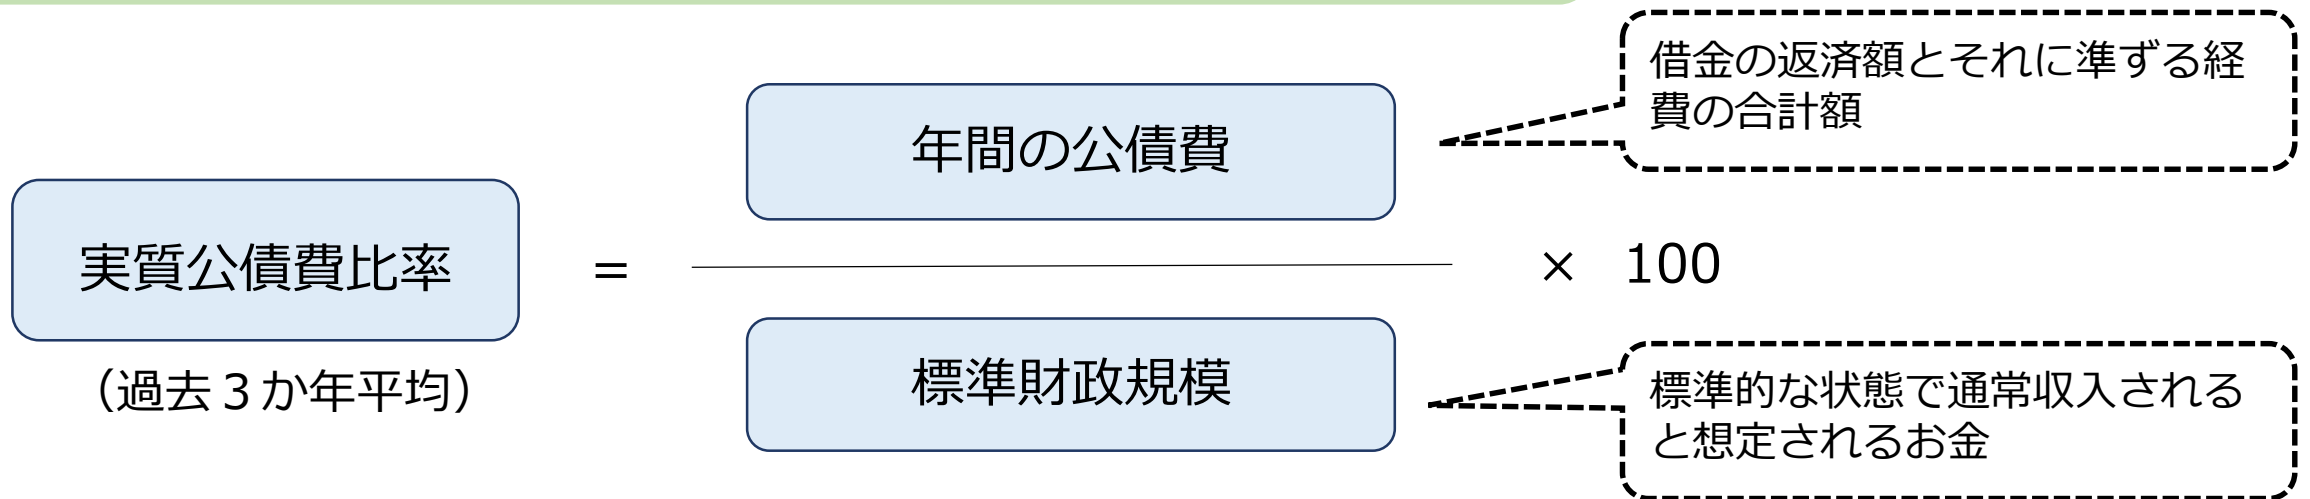 借金の返済額とそれに準ずる経
費の合計額
年間の公債費
実質公債費比率
=
× 100
(過去3か年平均)
標準財政規模
標準的な状態で通常収入される
と想定されるお金